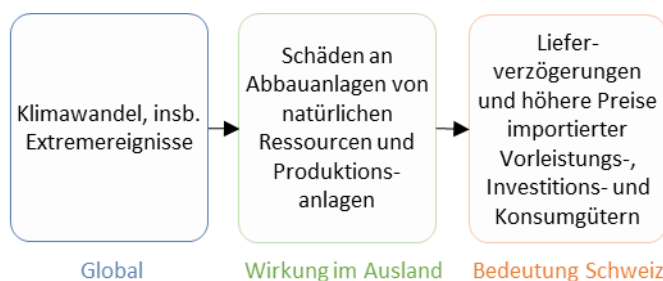 Klimawandel, insb.
Extremereignisse
Schäden an
Abbauanlagen von
natürlichen
Ressourcen und
Produktions-
anlagen
Liefer-
verzögerungen
und höhere Preise
importierter
Vorleistungs-,
Investitions- und
Konsumgütern
Global
Wirkung im Ausland
Bedeutung Schweiz